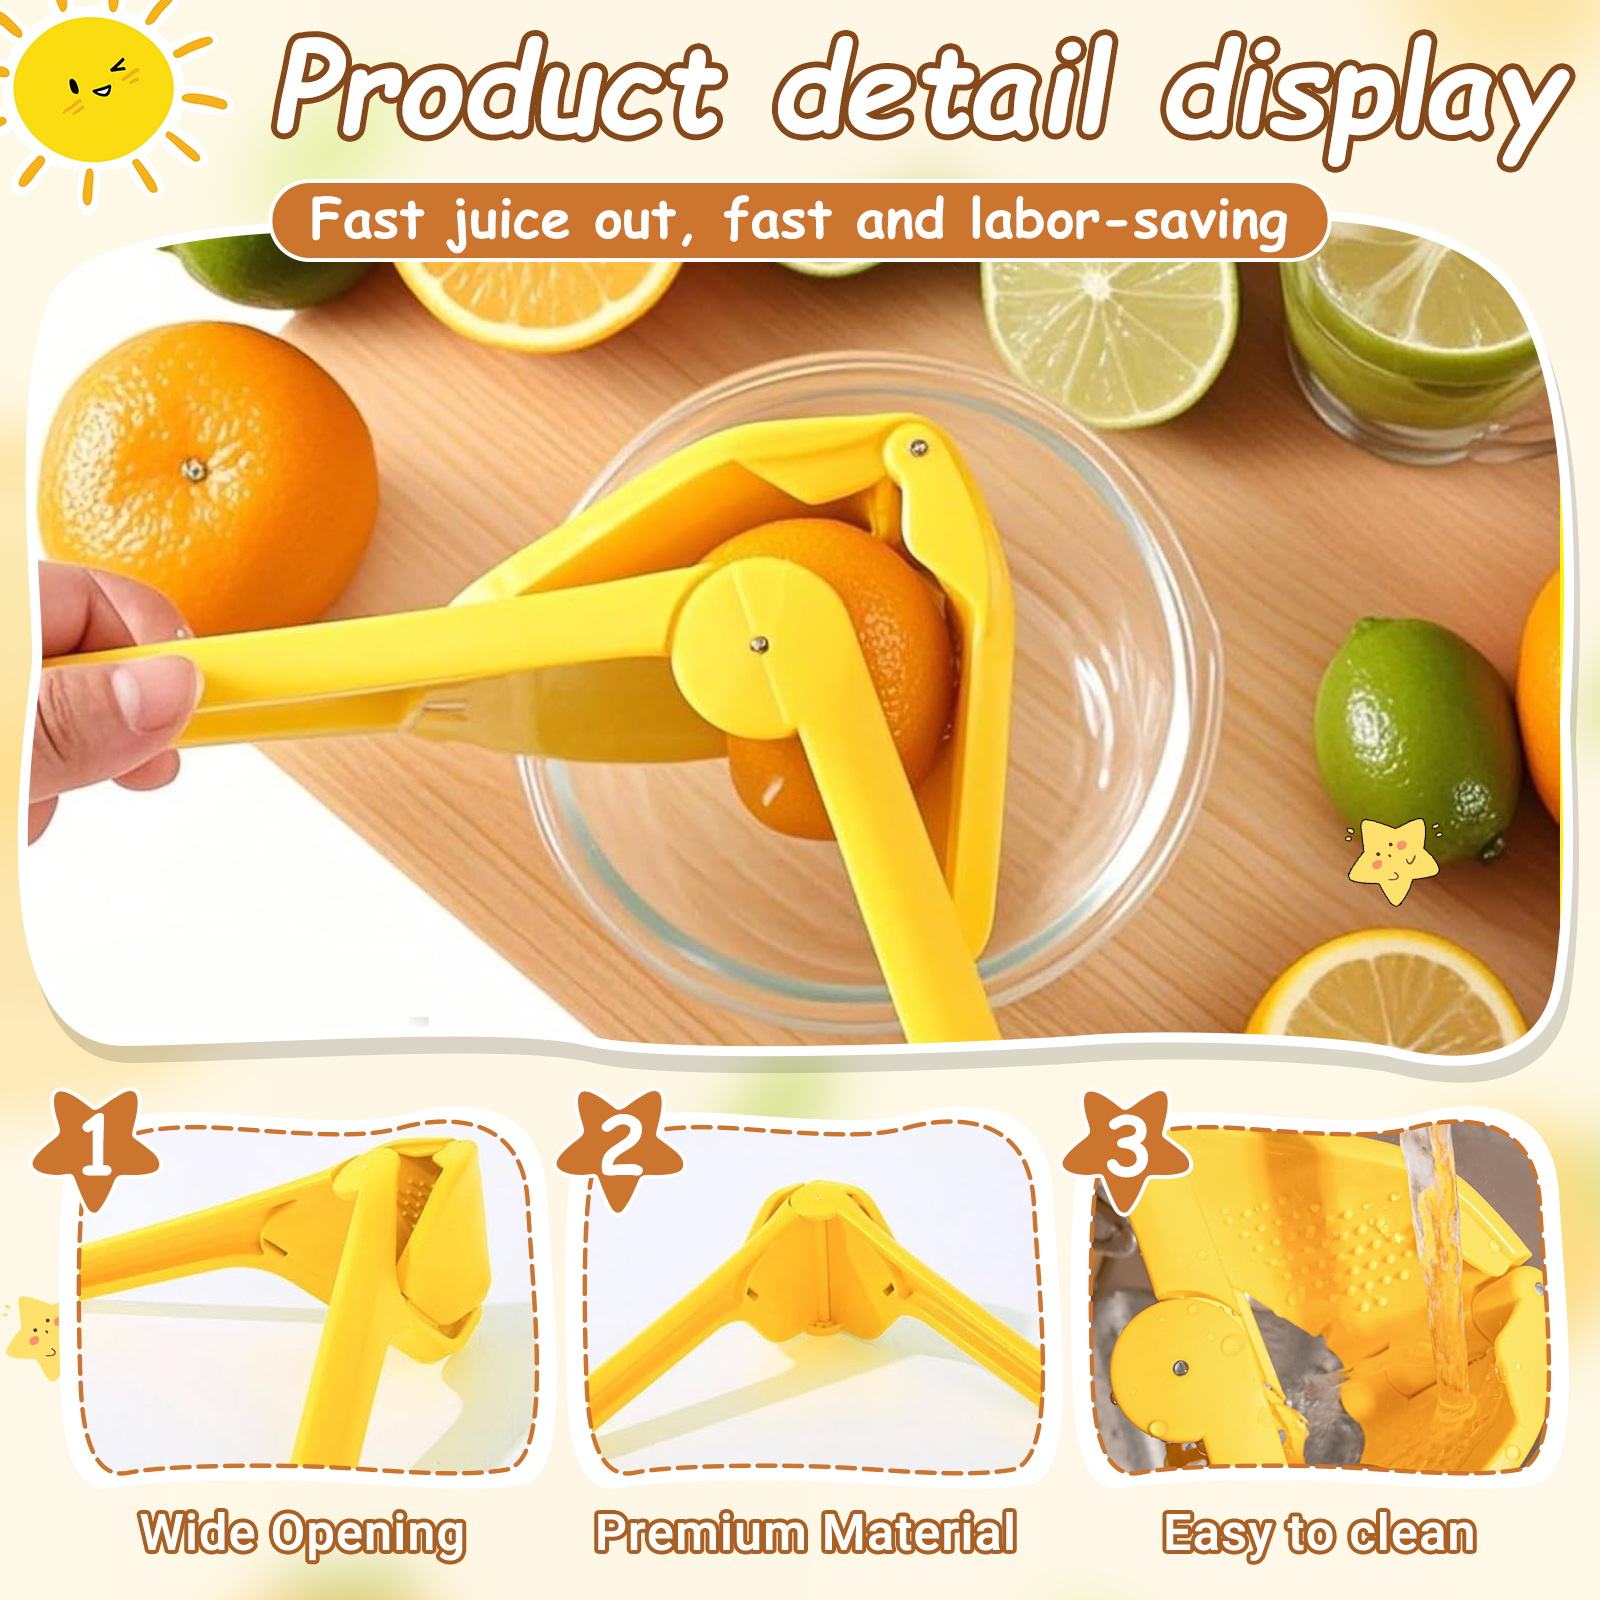 Product detail display
Fast juice out, fast and labor-saving
1
2
3
Wide Opening
Premium Material
Easy to clean